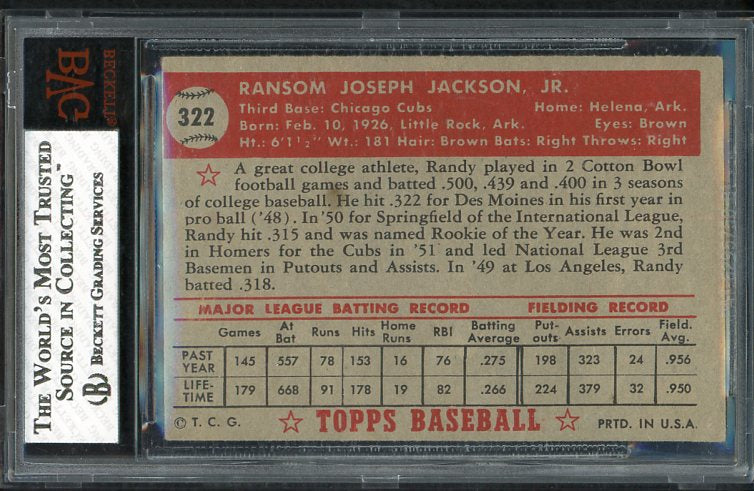 BVG
BECKETT
THE WORLD'S MOST TRUSTED
SOURCE IN COLLECTING™
(B) BECKETT GRADING SERVICES
322
RANSOM JOSEPH JACKSON, JR.
Third Base: Chicago Cubs Home: Helena, Ark.
Born: Feb. 10, 1926, Little Rock, Ark. Eyes: Brown
Ht.: 6'1½" Wt.: 181 Hair: Brown Bats: Right Throws: Right
A great college athlete, Randy played in 2 Cotton Bowl
football games and batted .500, .439 and .400 in 3 seasons
of college baseball. He hit .322 for Des Moines in his first year in
pro ball ('48). In '50 for Springfield of the International League,
Randy hit .315 and was named Rookie of the Year. He was 2nd
in Homers for the Cubs in '51 and led National League 3rd
Basemen in Putouts and Assists. In '49 at Los Angeles, Randy
batted .318.
MAJOR LEAGUE BATTING RECORD FIELDING RECORD
Games At Bat Runs Hits Home Runs RBI Batting Average Put-outs Assists Errors Field. Avg.
PAST YEAR 145 557 78 153 16 76 .275 198 323 24 .956
LIFE-TIME 179 668 91 178 19 82 .266 224 379 32 .950
© T. C. G. TOPPS BASEBALL PRTD. IN U.S.A.